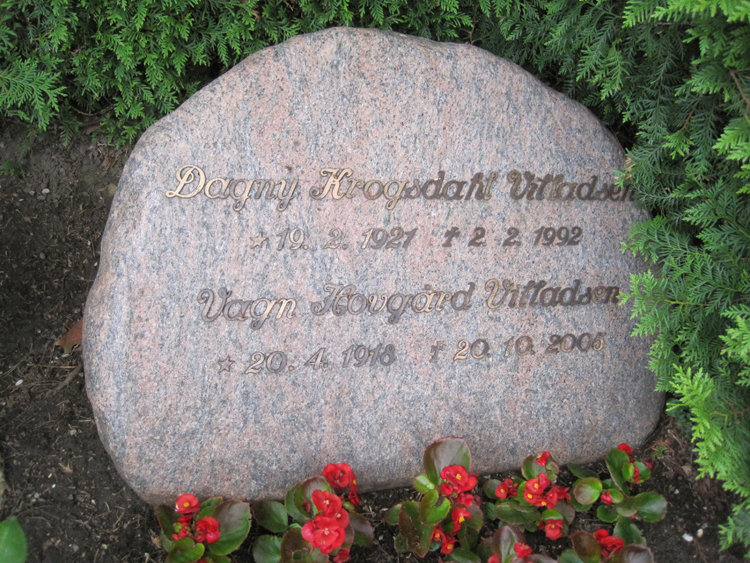 Dagny Krogsdahl Villadsen
* 19. 2. 1921 † 2. 2. 1992
Vagn Hovgård Villadsen
* 20. 4. 1918 † 20. 10. 2005